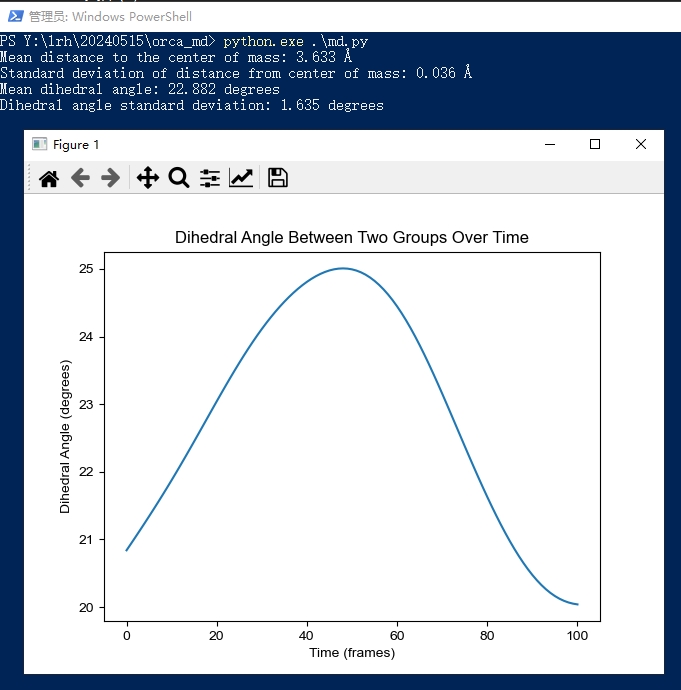 管理员: Windows PowerShell
PS Y:\lrh\20240515\orca_md> python.exe .\md.py
Mean distance to the center of mass: 3.633 Å
Standard deviation of distance from center of mass: 0.036 Å
Mean dihedral angle: 22.882 degrees
Dihedral angle standard deviation: 1.635 degrees
Figure 1
Dihedral Angle Between Two Groups Over Time
25
24
23
22
21
20
Dihedral Angle (degrees)
0 20 40 60 80 100
Time (frames)